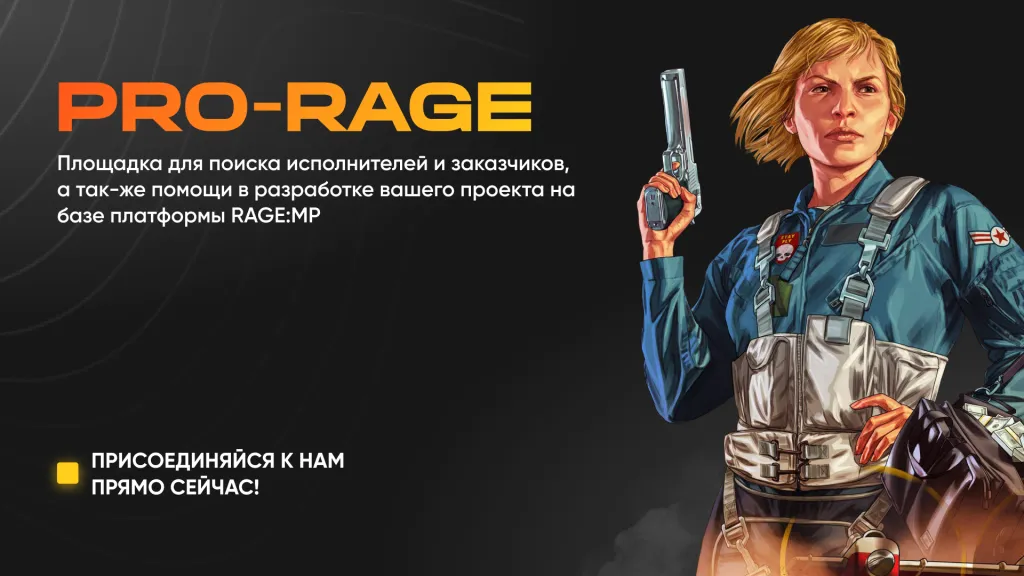 PRO-RAGE
Площадка для поиска исполнителей и заказчиков,
а так-же помощи в разработке вашего проекта на
базе платформы RAGE:MP
ПРИСОЕДИНЯЙСЯ К НАМ
ПРЯМО СЕЙЧАС!